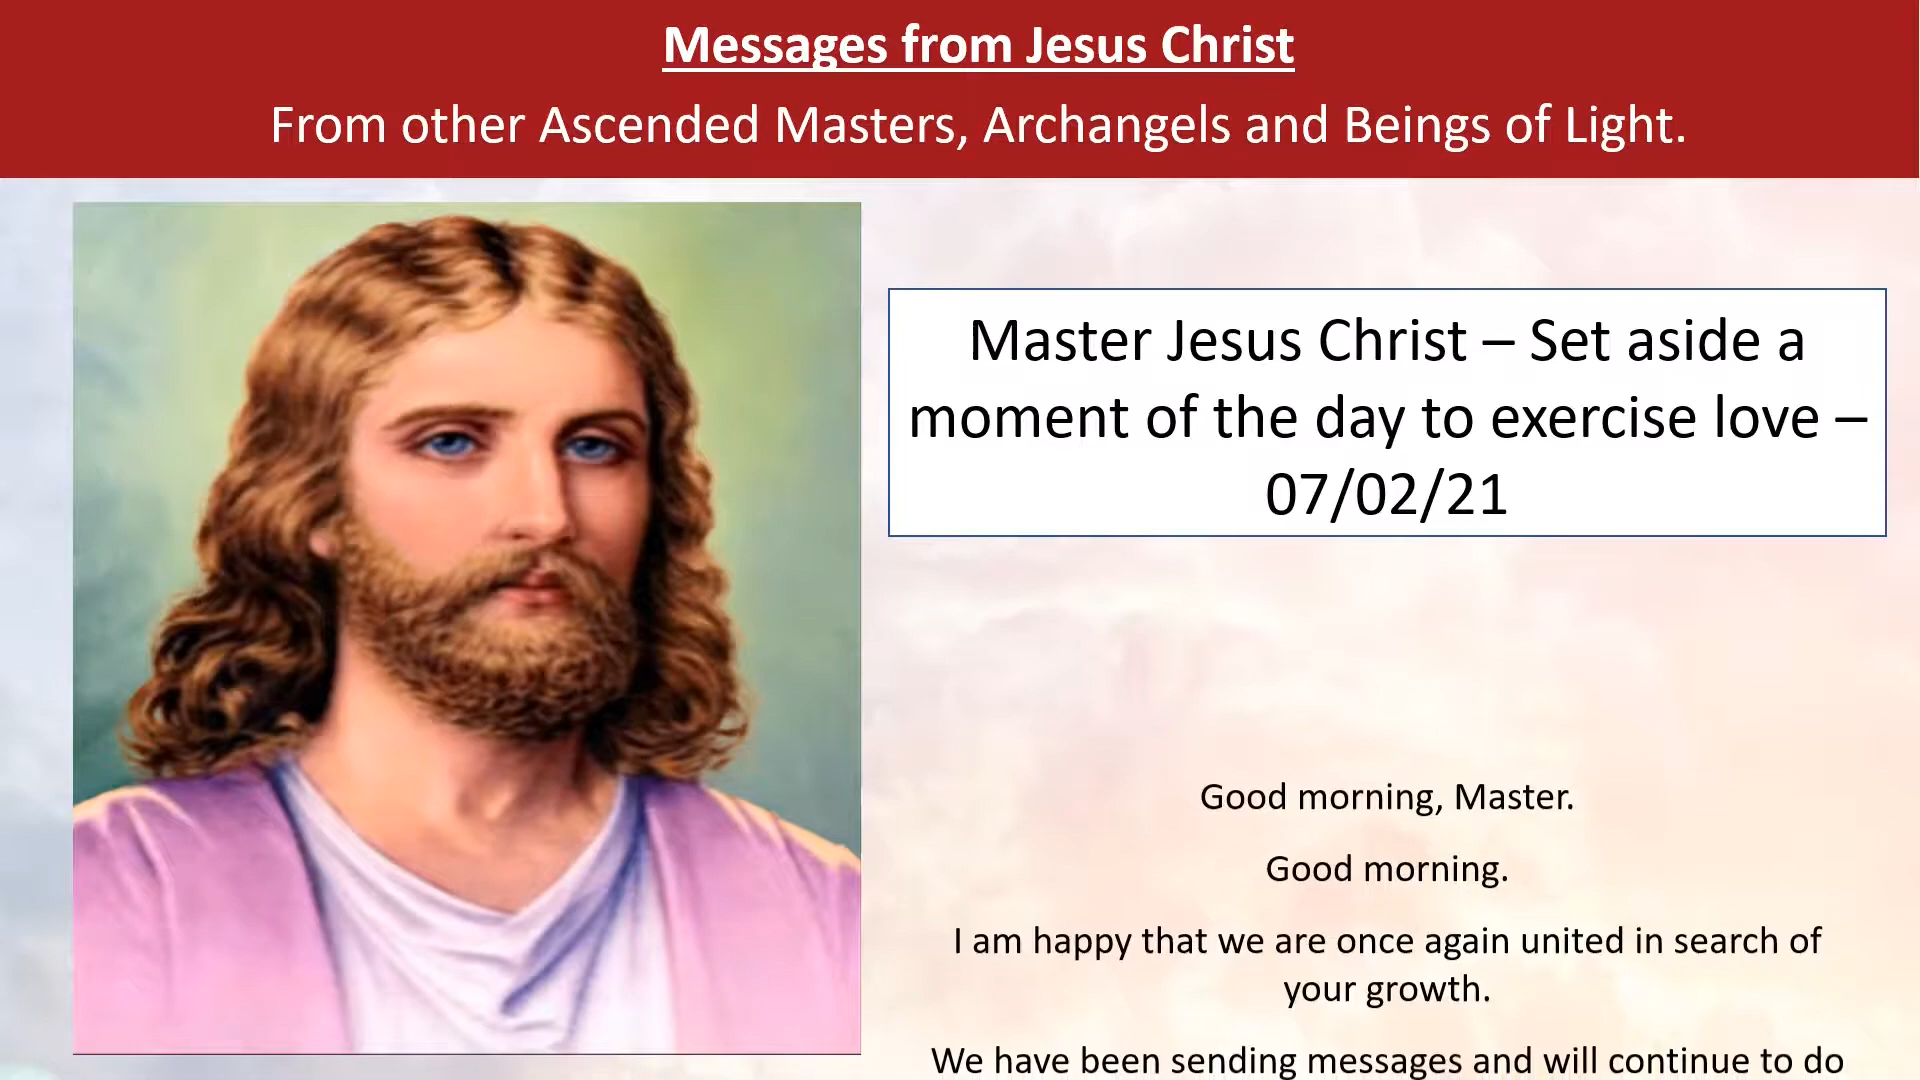 Messages from Jesus Christ
From other Ascended Masters, Archangels and Beings of Light.
Master Jesus Christ – Set aside a
moment of the day to exercise love –
07/02/21
Good morning, Master.
Good morning.
I am happy that we are once again united in search of
your growth.
We have been sending messages and will continue to do